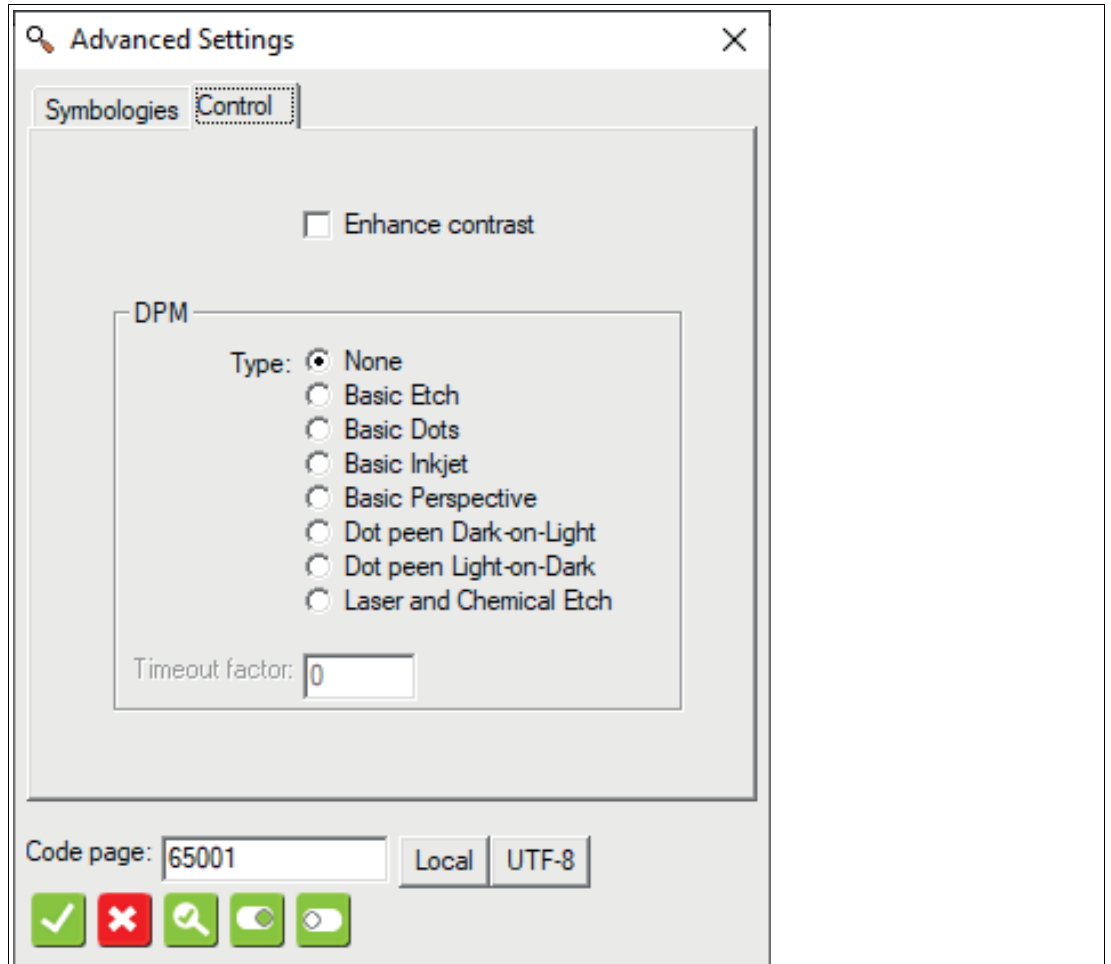 Advanced Settings
Symbologies Control
Enhance contrast
DPM
Type: None
Basic Etch
Basic Dots
Basic Inkjet
Basic Perspective
Dot peen Dark-on-Light
Dot peen Light-on-Dark
Laser and Chemical Etch
Timeout factor: 0
Code page: 65001 Local UTF-8